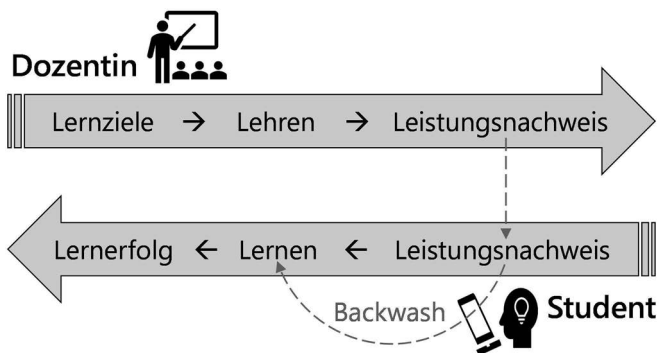 Dozentin
Lernziele → Lehren → Leistungsnachweis
Lernerfolg ← Lernen ← Leistungsnachweis
Backwash
Student